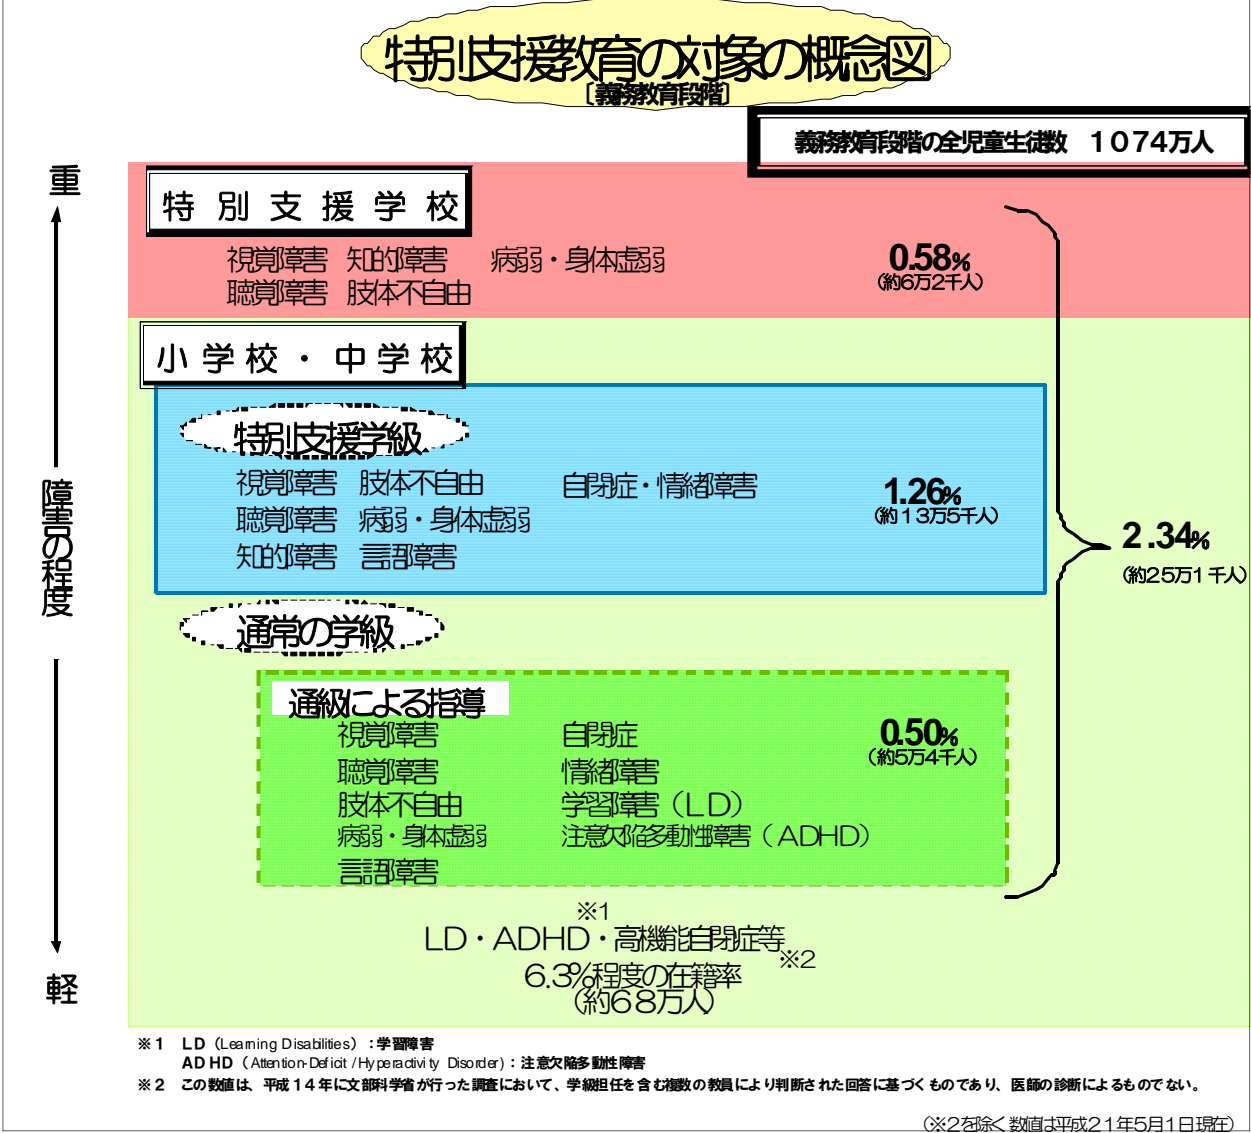 特別支援教育の対象の概念図
［義務教育段階］
義務教育段階の全児童生徒数　１０７４万人
重
障害の程度
軽
特別支援学校
視覚障害　知的障害　病弱・身体虚弱
聴覚障害　肢体不自由
0.58%
（約６万２千人）
小学校・中学校
特別支援学級
視覚障害　肢体不自由　自閉症・情緒障害
聴覚障害　病弱・身体虚弱
知的障害　言語障害
1.26%
（約１３万５千人）
2.34%
（約２５万１千人）
通常の学級
通級による指導
視覚障害　自閉症
聴覚障害　情緒障害
肢体不自由　学習障害（ＬＤ）
病弱・身体虚弱　注意欠陥多動性障害（ＡＤＨＤ）
言語障害
0.50%
（約５万４千人）
※1
ＬＤ・ＡＤＨＤ・高機能自閉症等
※2
６.３%程度の在籍率
（約６８万人）
※１　ＬＤ（Learning Disabilities）：学習障害
ＡＤＨＤ（Attention-Deficit／Hyperactivity Disorder）：注意欠陥多動性障害
※２　この数値は、平成１４年に文部科学省が行った調査において、学級担任を含む複数の教員により判断された回答に基づくものであり、医師の診断によるものでない。
（※２を除く数値は平成２１年５月１日現在）